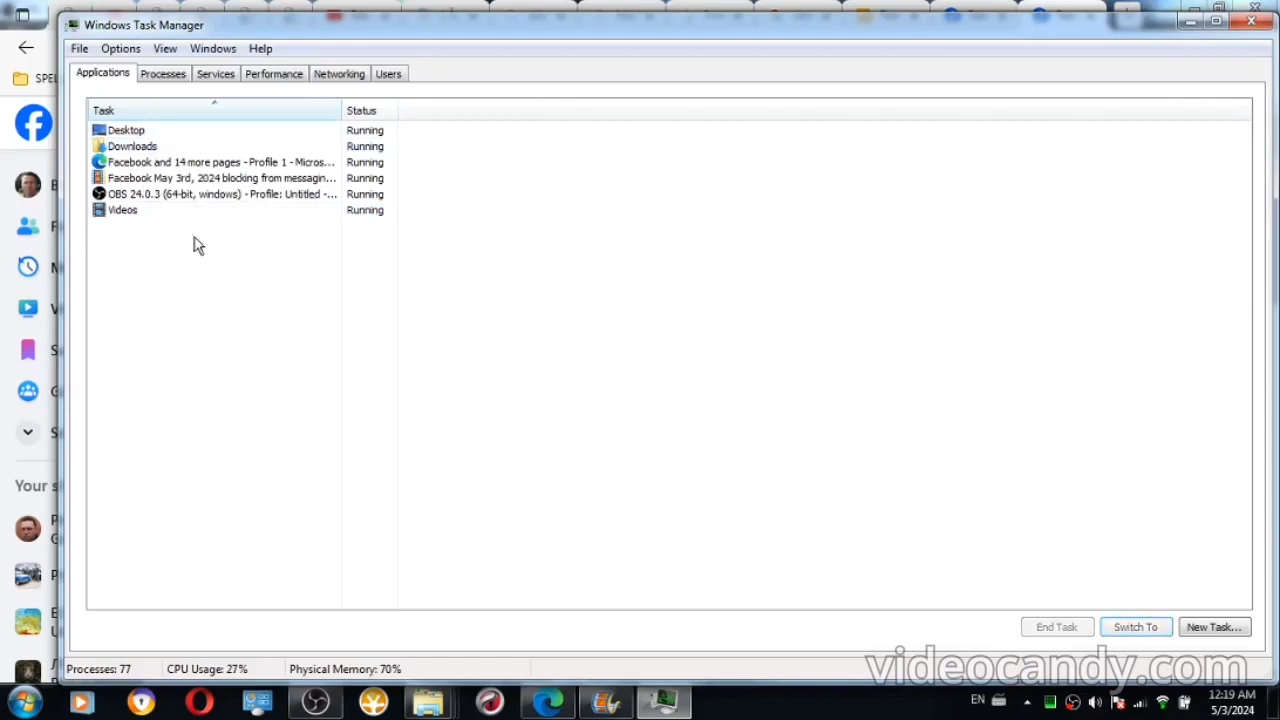 Windows Task Manager
File Options View Windows Help
SPEL
Applications Processes Services Performance Networking Users
Task Status
Desktop Running
Downloads Running
Facebook and 14 more pages - Profile 1 - Micros... Running
Facebook May 3rd, 2024 blocking from messagin... Running
OBS 24.0.3 (64-bit, windows) - Profile: Untitled -... Running
Videos Running
Your s
End Task Switch To New Task...
Processes: 77 CPU Usage: 27% Physical Memory: 70%
videocandy.com
EN 12:19 AM
5/3/2024